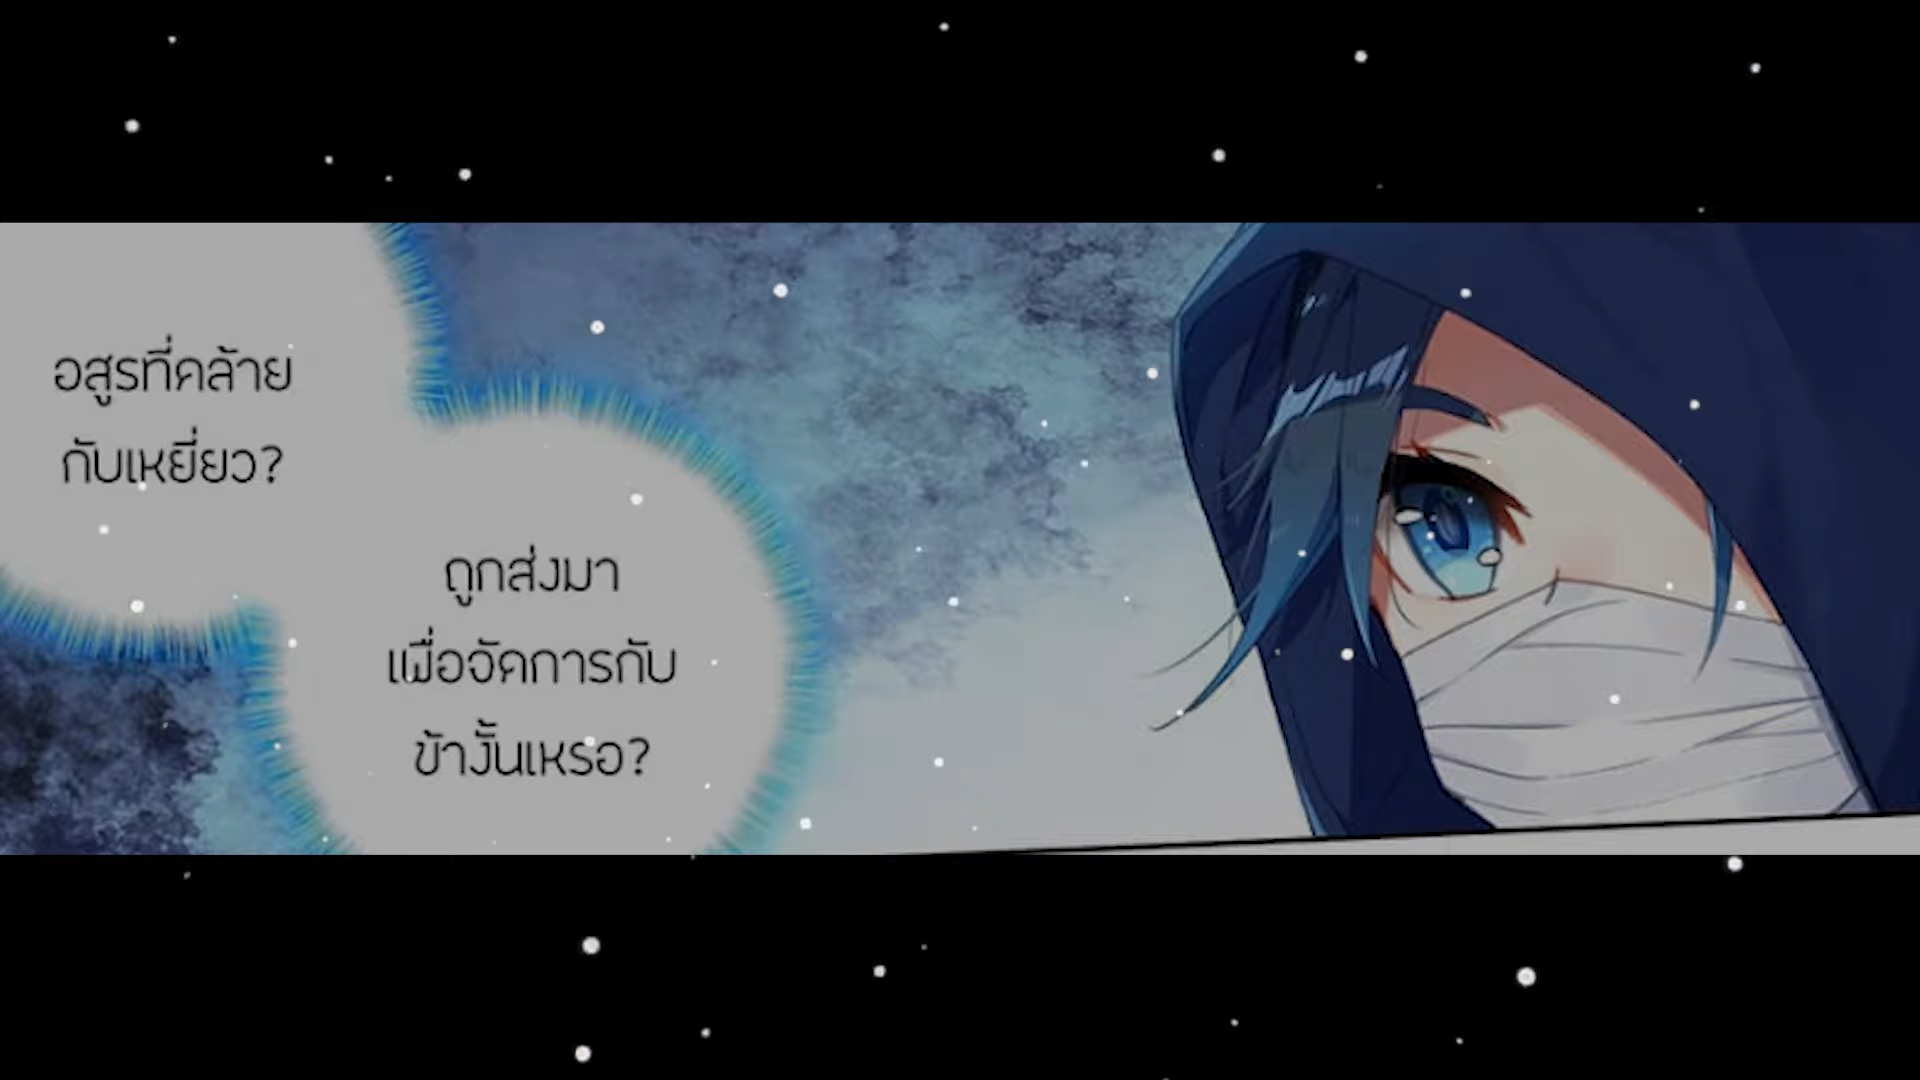 อสูรที่คล้าย
กับเหยี่ยว?
ถูกส่งมา
เพื่อจัดการกับ
ข้างั้นเหรอ?